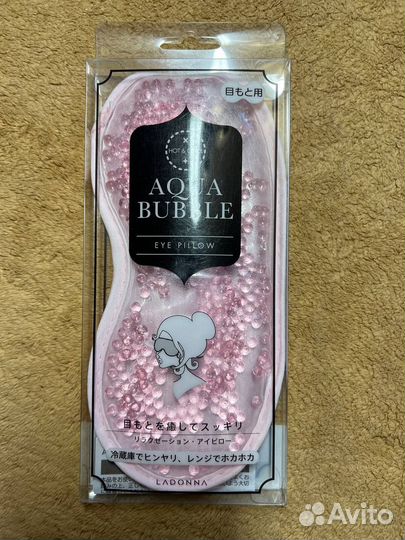 目もと用
HOT & COLD
AQUA
BUBBLE
EYE PILLOW
目もとを癒してスッキリ
リラクゼーション・アイピロー
冷蔵庫でヒンヤリ、レンジでホカホカ
LADONNA
Avito